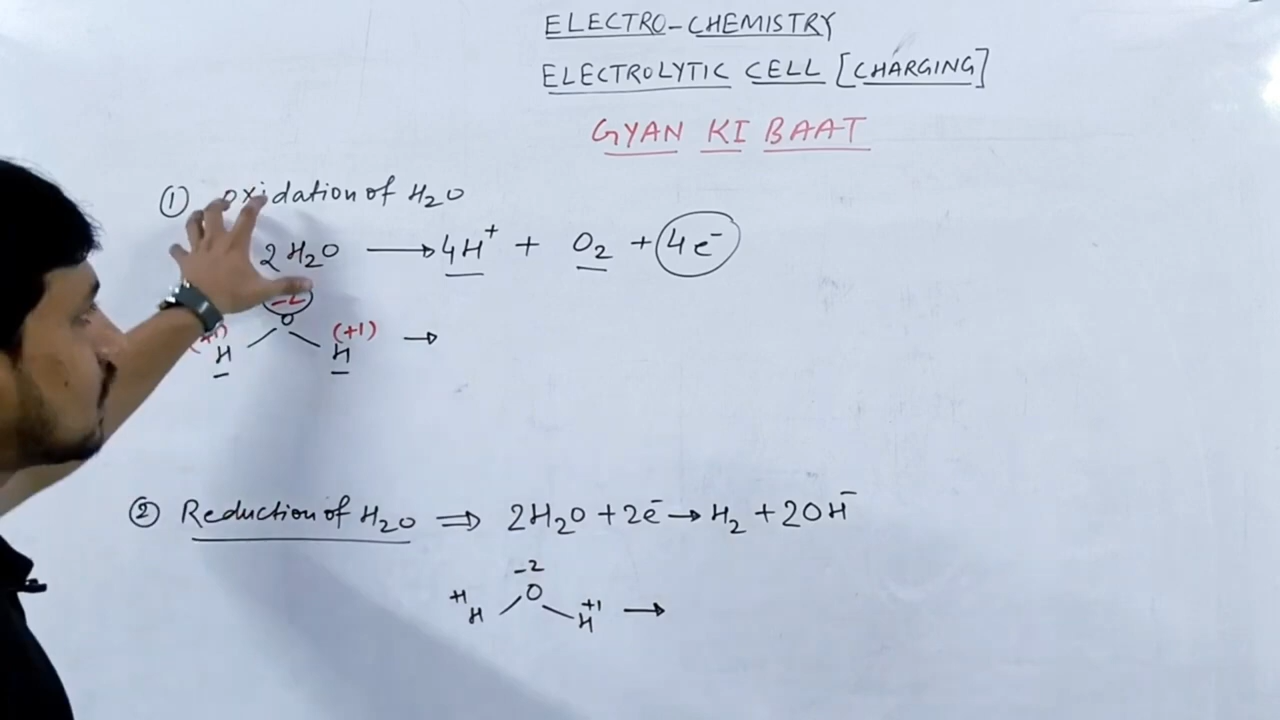 ELECTRO-CHEMISTRY
ELECTROLYTIC CELL [CHARGING]
GYAN KI BAAT
① oxidation of H₂O
2H₂O ⟶ 4H⁺ + O₂ + 4e⁻
-2
O
(+1) (+1)
H H →
② Reduction of H₂O ⟹ 2H₂O + 2e⁻ → H₂ + 2OH⁻
-2
+1 O +1
H H →